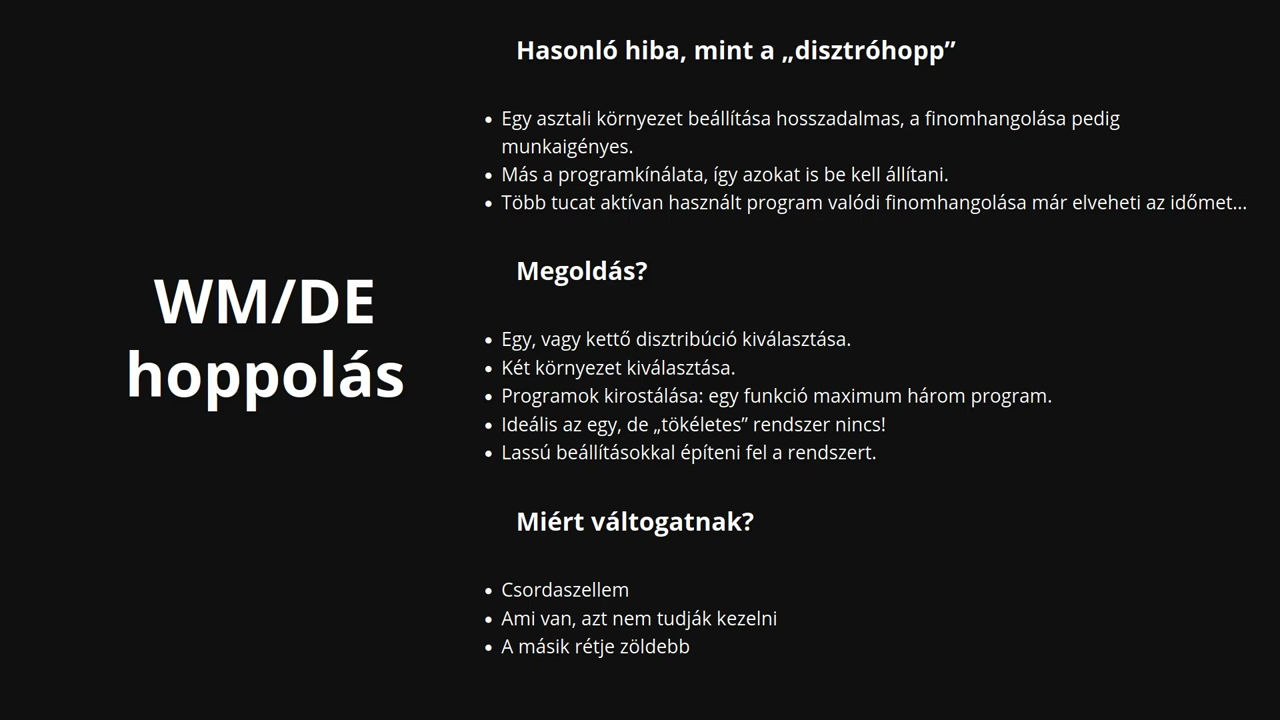 WM/DE
hoppolás
Hasonló hiba, mint a „disztróhopp”
• Egy asztali környezet beállítása hosszadalmas, a finomhangolása pedig
munkaigényes.
• Más a programkínálata, így azokat is be kell állítani.
• Több tucat aktívan használt program valódi finomhangolása már elveheti az időmet...
Megoldás?
• Egy, vagy kettő disztribúció kiválasztása.
• Két környezet kiválasztása.
• Programok kirostálása: egy funkció maximum három program.
• Ideális az egy, de „tökéletes” rendszer nincs!
• Lassú beállításokkal építeni fel a rendszert.
Miért váltogatnak?
• Csordaszellem
• Ami van, azt nem tudják kezelni
• A másik rétje zöldebb